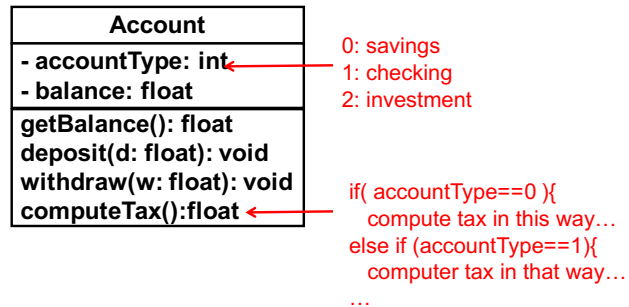 Account
- accountType: int
- balance: float
getBalance(): float
deposit(d: float): void
withdraw(w: float): void
computeTax():float
0: savings
1: checking
2: investment
if( accountType==0 ){
compute tax in this way…
else if (accountType==1){
computer tax in that way…
…